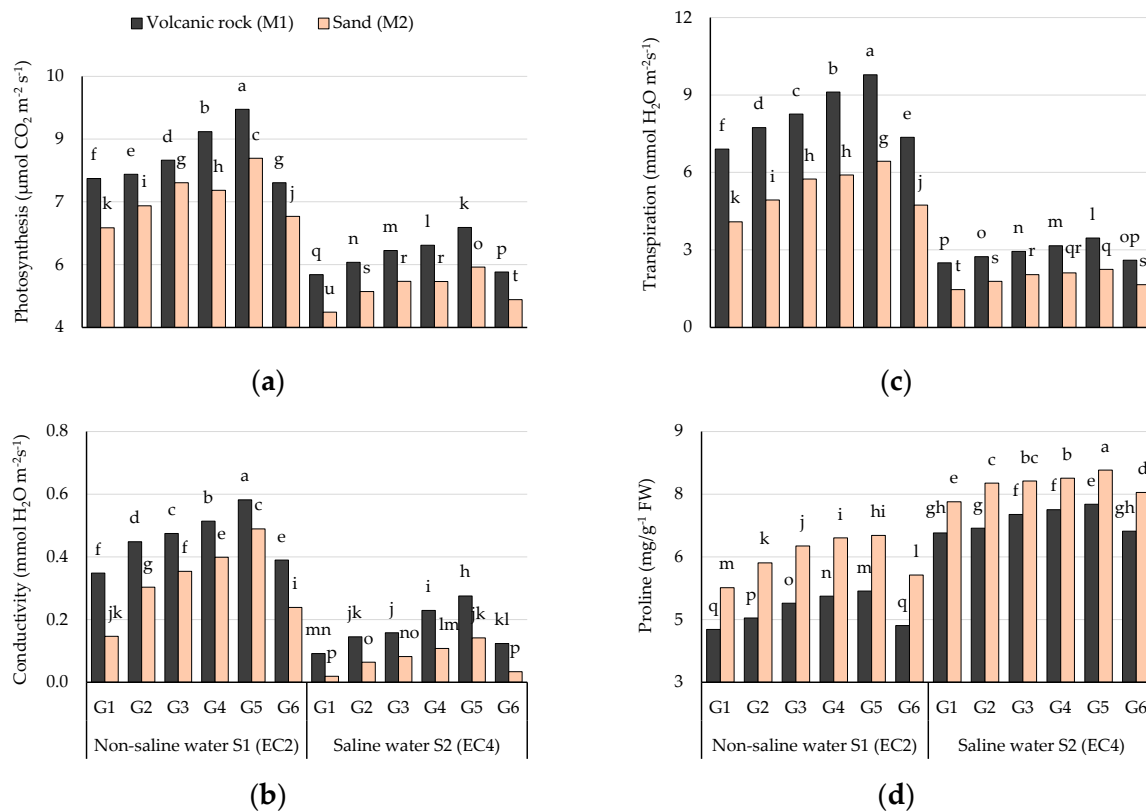 Volcanic rock (M1) Sand (M2)
Photosynthesis (µmol CO2 m-2 s-1)
10
9
7
6
4
f k e i d g b h a c g j q u n s m r l r k o p t
(a)
Transpiration (mmol H2O m-2s-1)
12
9
6
3
0
f k d i c h b h a g e j p t o s n r m qr l q op s
(c)
Conductivity (mmol H2O m-2s-1)
0.8
0.6
0.4
0.2
0.0
f jk d g c f b e a c e i mn p jk o j no i lm h jk kl p
G1 G2 G3 G4 G5 G6 G1 G2 G3 G4 G5 G6
Non-saline water S1 (EC2) Saline water S2 (EC4)
(b)
Proline (mg/g-1 FW)
9
8
6
5
3
q m p k o j n i m hi q l gh e g c f bc f b e a gh d
G1 G2 G3 G4 G5 G6 G1 G2 G3 G4 G5 G6
Non-saline water S1 (EC2) Saline water S2 (EC4)
(d)